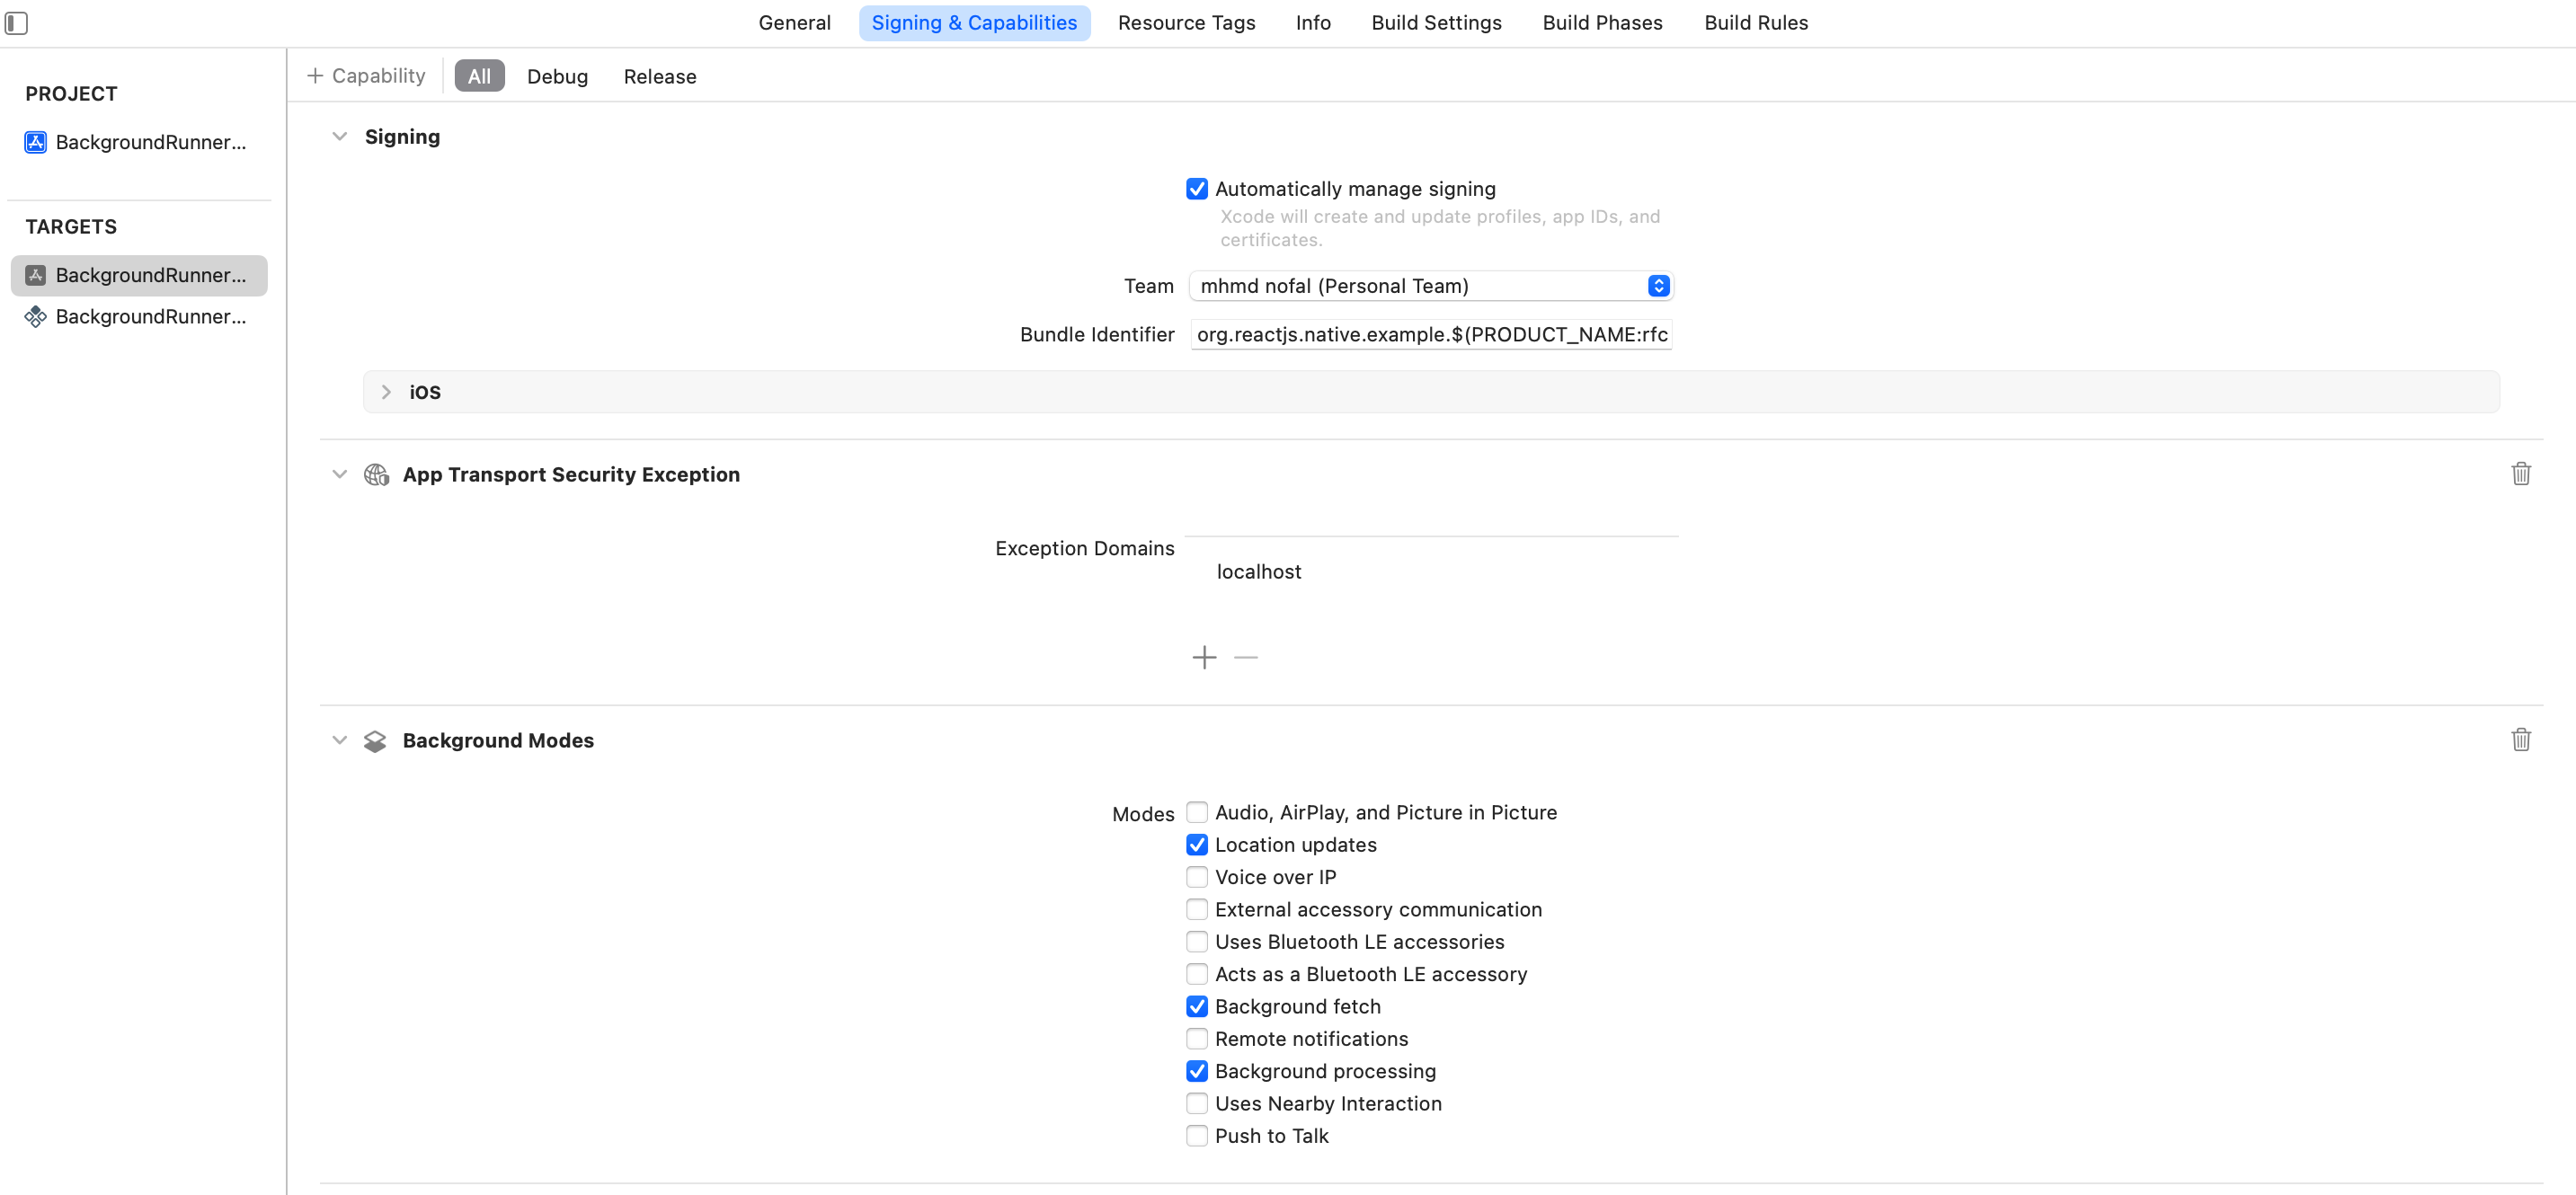 General Signing & Capabilities Resource Tags Info Build Settings Build Phases Build Rules
+ Capability All Debug Release
PROJECT
BackgroundRunner...
TARGETS
BackgroundRunner...
BackgroundRunner...
Signing
Automatically manage signing
Xcode will create and update profiles, app IDs, and
certificates.
Team mhmd nofal (Personal Team)
Bundle Identifier org.reactjs.native.example.$(PRODUCT_NAME:rfc
iOS
App Transport Security Exception
Exception Domains
localhost
Background Modes
Modes Audio, AirPlay, and Picture in Picture
Location updates
Voice over IP
External accessory communication
Uses Bluetooth LE accessories
Acts as a Bluetooth LE accessory
Background fetch
Remote notifications
Background processing
Uses Nearby Interaction
Push to Talk